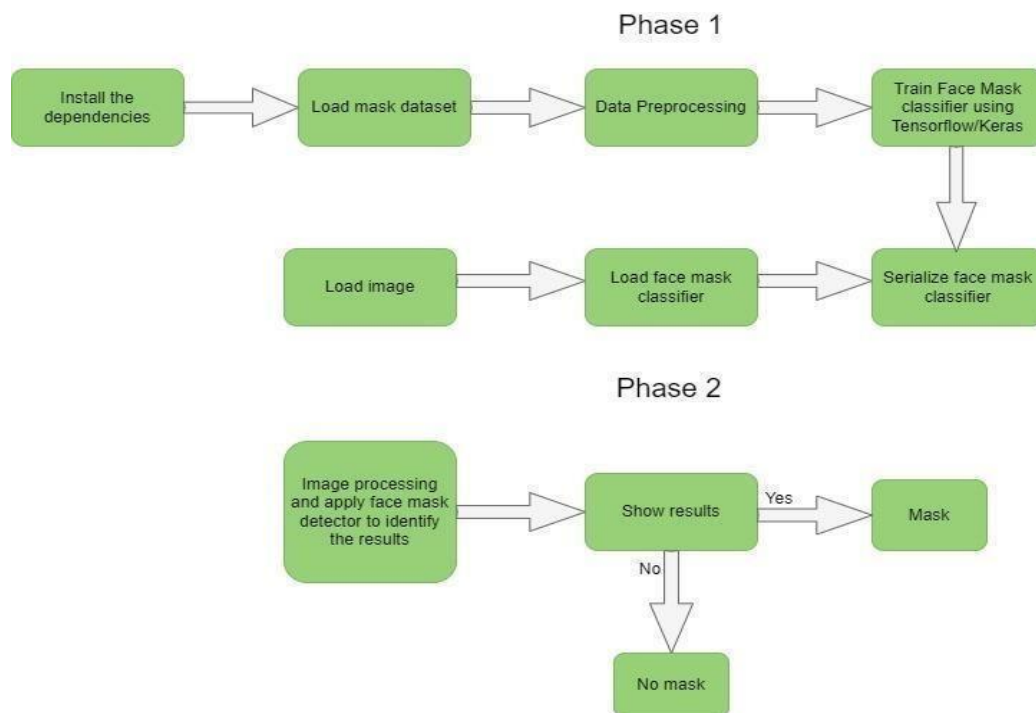 Phase 1
Install the
dependencies
Load mask dataset
Data Preprocessing
Train Face Mask
classifier using
Tensorflow/Keras
Load image
Load face mask
classifier
Serialize face mask
classifier
Phase 2
Image processing
and apply face mask
detector to identify
the results
Show results
Yes
Mask
No
No mask